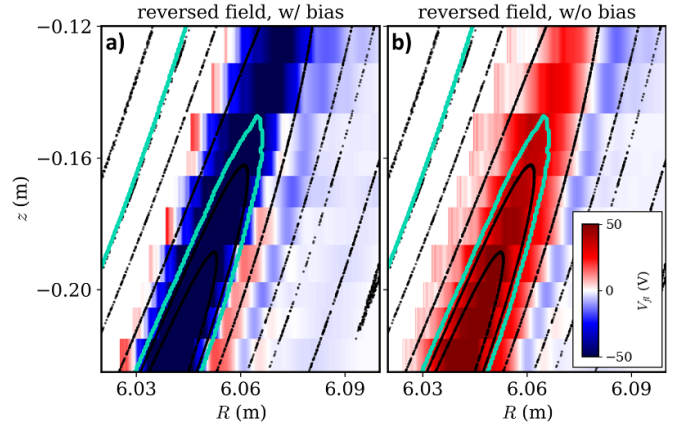 reversed field, w/ bias
reversed field, w/o bias
a)
b)
−0.12
−0.16
−0.20
z (m)
50
0
−50
V_fl (V)
6.03
6.06
6.09
6.03
6.06
6.09
R (m)
R (m)